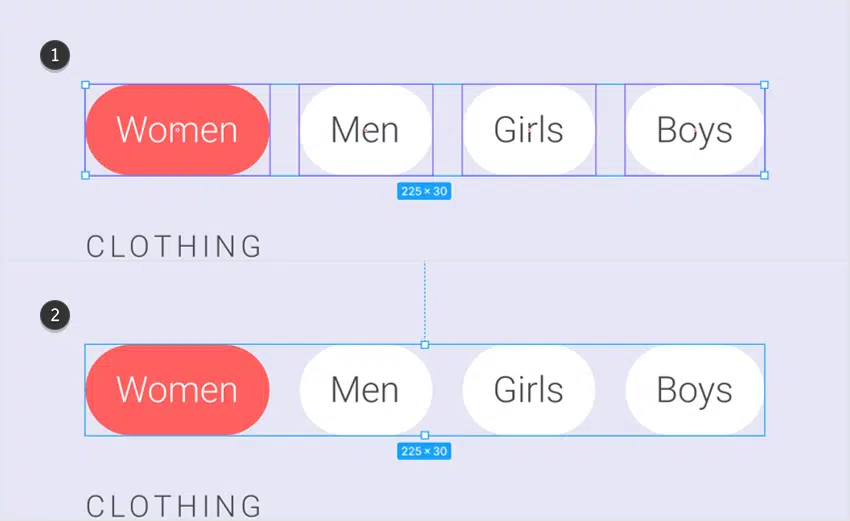 1
Women Men Girls Boys
225 × 30
CLOTHING
2
Women Men Girls Boys
225 × 30
CLOTHING